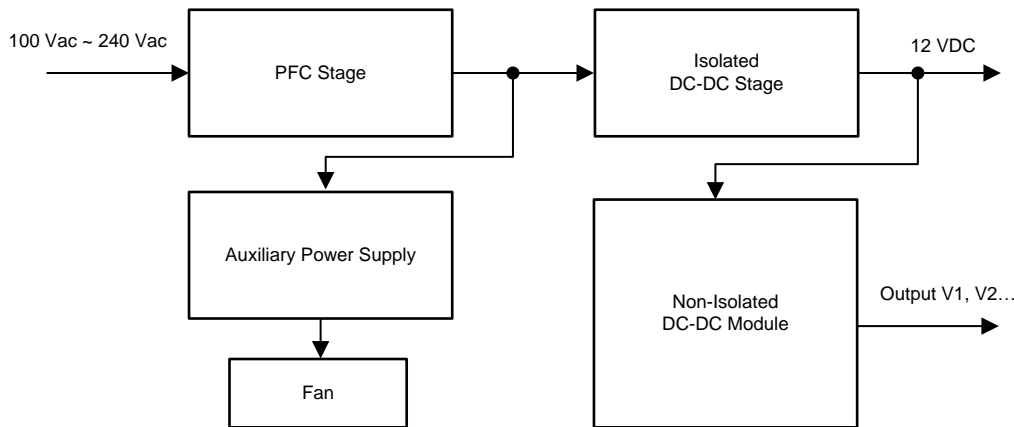 100 Vac ~ 240 Vac
PFC Stage
Isolated
DC-DC Stage
12 VDC
Auxiliary Power Supply
Non-Isolated
DC-DC Module
Output V1, V2…
Fan